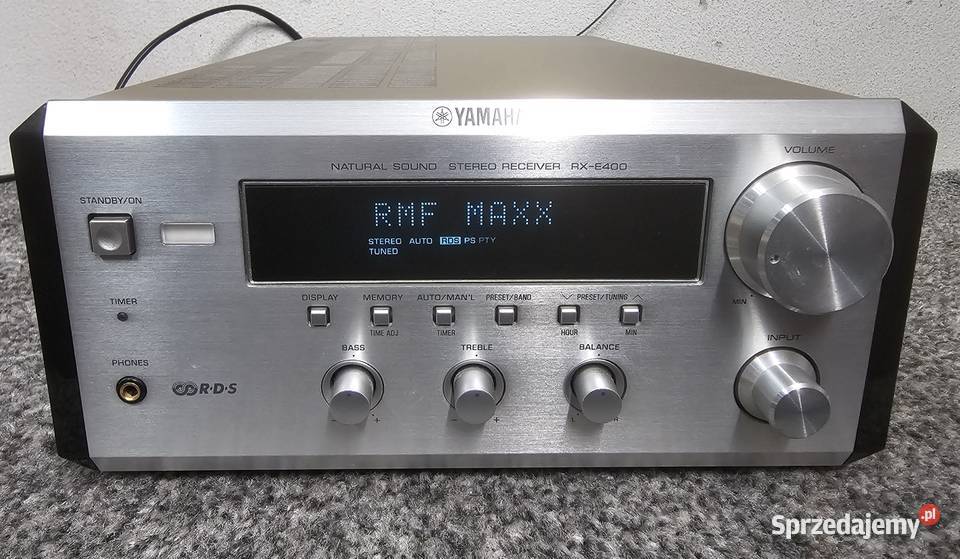 YAMAHA
NATURAL SOUND STEREO RECEIVER RX-E400
VOLUME
STANDBY/ON
RMF MAXX
STEREO AUTO RDS PS PTY
TUNED
TIMER
DISPLAY MEMORY AUTO/MAN'L PRESET/BAND PRESET/TUNING
MIN
TIME ADJ TIMER HOUR MIN
INPUT
BASS TREBLE BALANCE
PHONES
R·D·S
- + - + L R
Sprzedajemy.pl